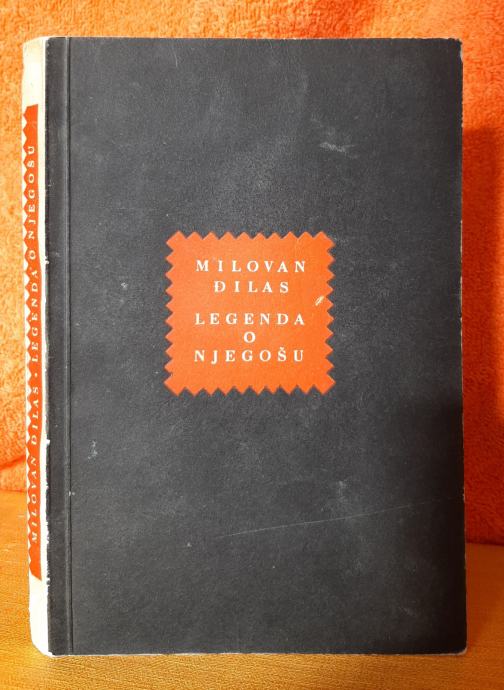 MILOVAN
ĐILAS
LEGENDA
O
NJEGOŠU
MILOVAN ĐILAS • LEGENDA O NJEGOŠU